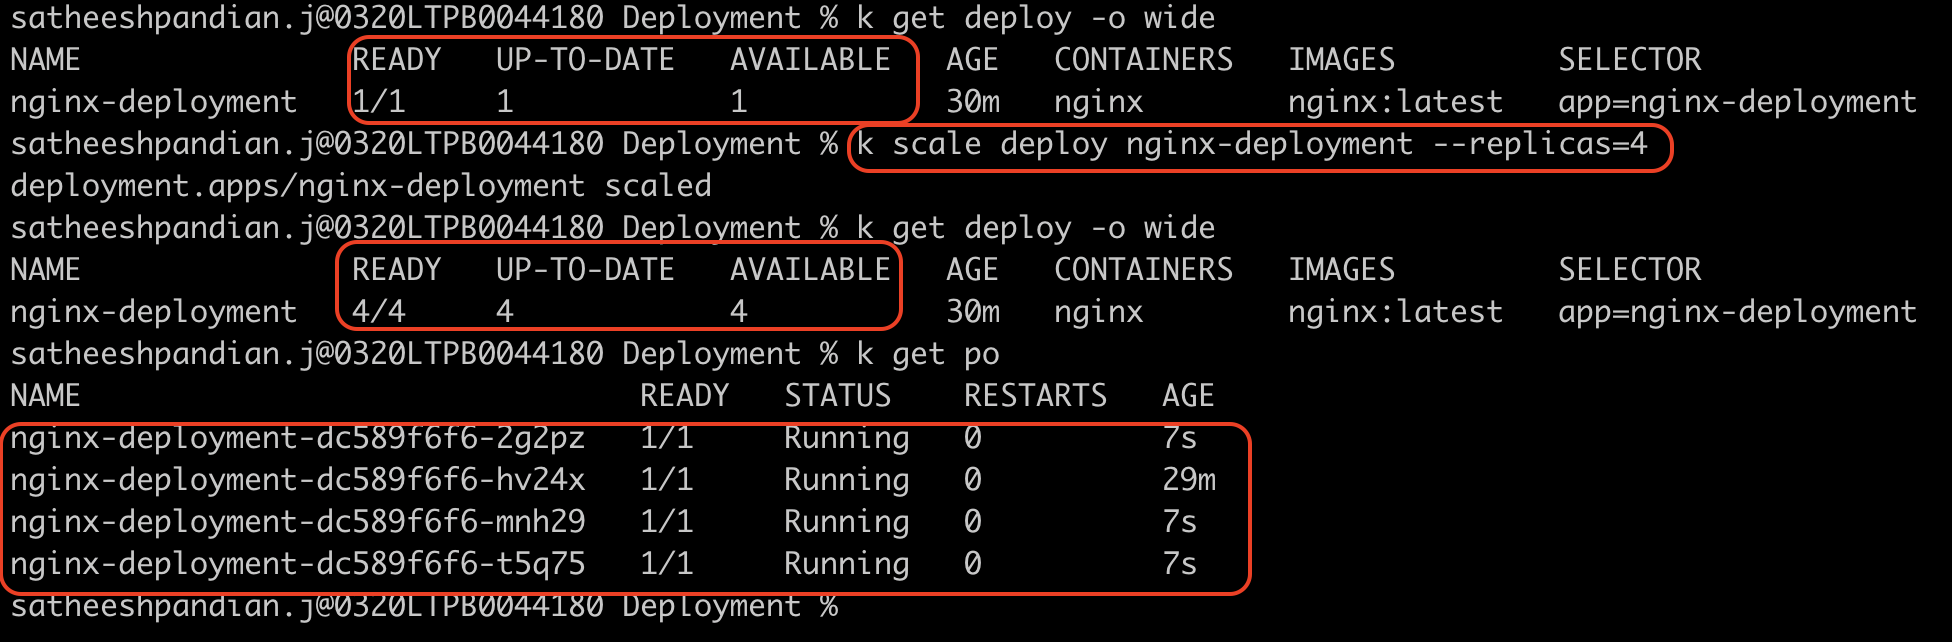 satheeshpandian.j@0320LTPB0044180 Deployment % k get deploy -o wide
NAME READY UP-TO-DATE AVAILABLE AGE CONTAINERS IMAGES SELECTOR
nginx-deployment 1/1 1 1 30m nginx nginx:latest app=nginx-deployment
satheeshpandian.j@0320LTPB0044180 Deployment % k scale deploy nginx-deployment --replicas=4
deployment.apps/nginx-deployment scaled
satheeshpandian.j@0320LTPB0044180 Deployment % k get deploy -o wide
NAME READY UP-TO-DATE AVAILABLE AGE CONTAINERS IMAGES SELECTOR
nginx-deployment 4/4 4 4 30m nginx nginx:latest app=nginx-deployment
satheeshpandian.j@0320LTPB0044180 Deployment % k get po
NAME READY STATUS RESTARTS AGE
nginx-deployment-dc589f6f6-2g2pz 1/1 Running 0 7s
nginx-deployment-dc589f6f6-hv24x 1/1 Running 0 29m
nginx-deployment-dc589f6f6-mnh29 1/1 Running 0 7s
nginx-deployment-dc589f6f6-t5q75 1/1 Running 0 7s
satheeshpandian.j@0320LTPB0044180 Deployment %